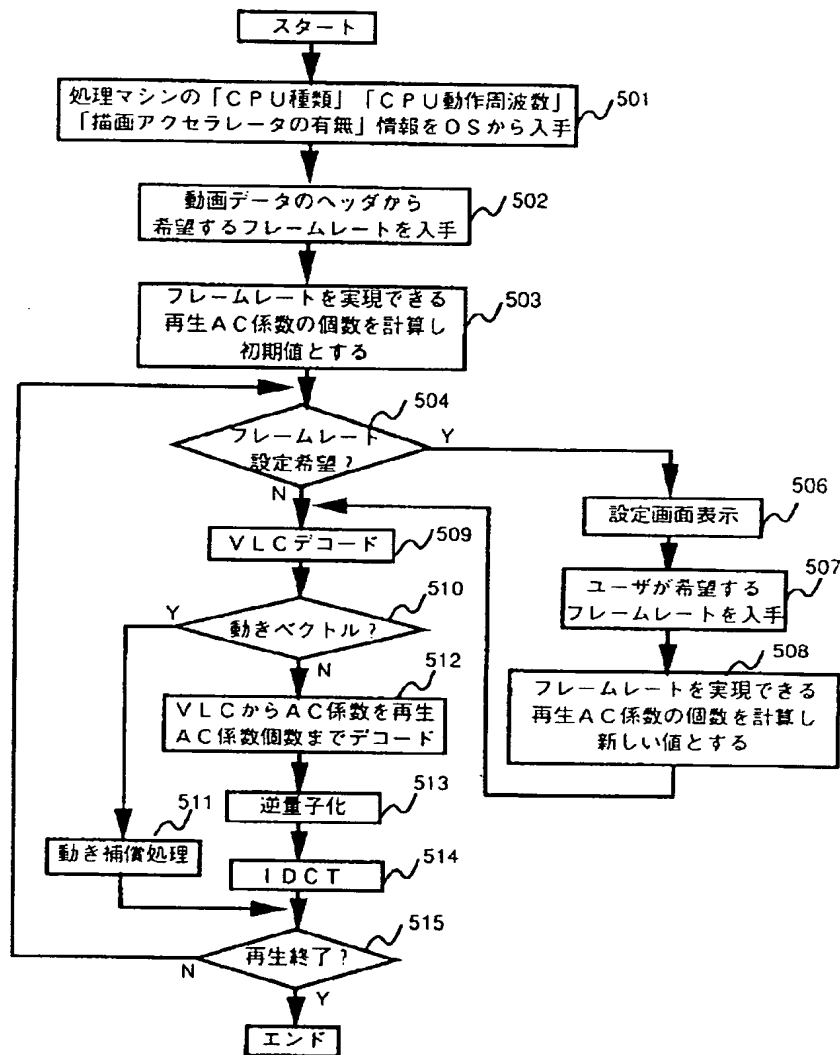 スタート
処理マシンの「CPU種類」「CPU動作周波数」
「描画アクセラレータの有無」情報をOSから入手
501
動画データのヘッダから
希望するフレームレートを入手
502
フレームレートを実現できる
再生AC係数の個数を計算し
初期値とする
503
フレームレート
設定希望?
504
Y
N
設定画面表示
506
ユーザが希望する
フレームレートを入手
507
フレームレートを実現できる
再生AC係数の個数を計算し
新しい値とする
508
VLCデコード
509
動きベクトル?
510
Y
N
VLCからAC係数を再生
AC係数個数までデコード
512
逆量子化
513
動き補償処理
511
IDCT
514
再生終了?
515
N
Y
エンド